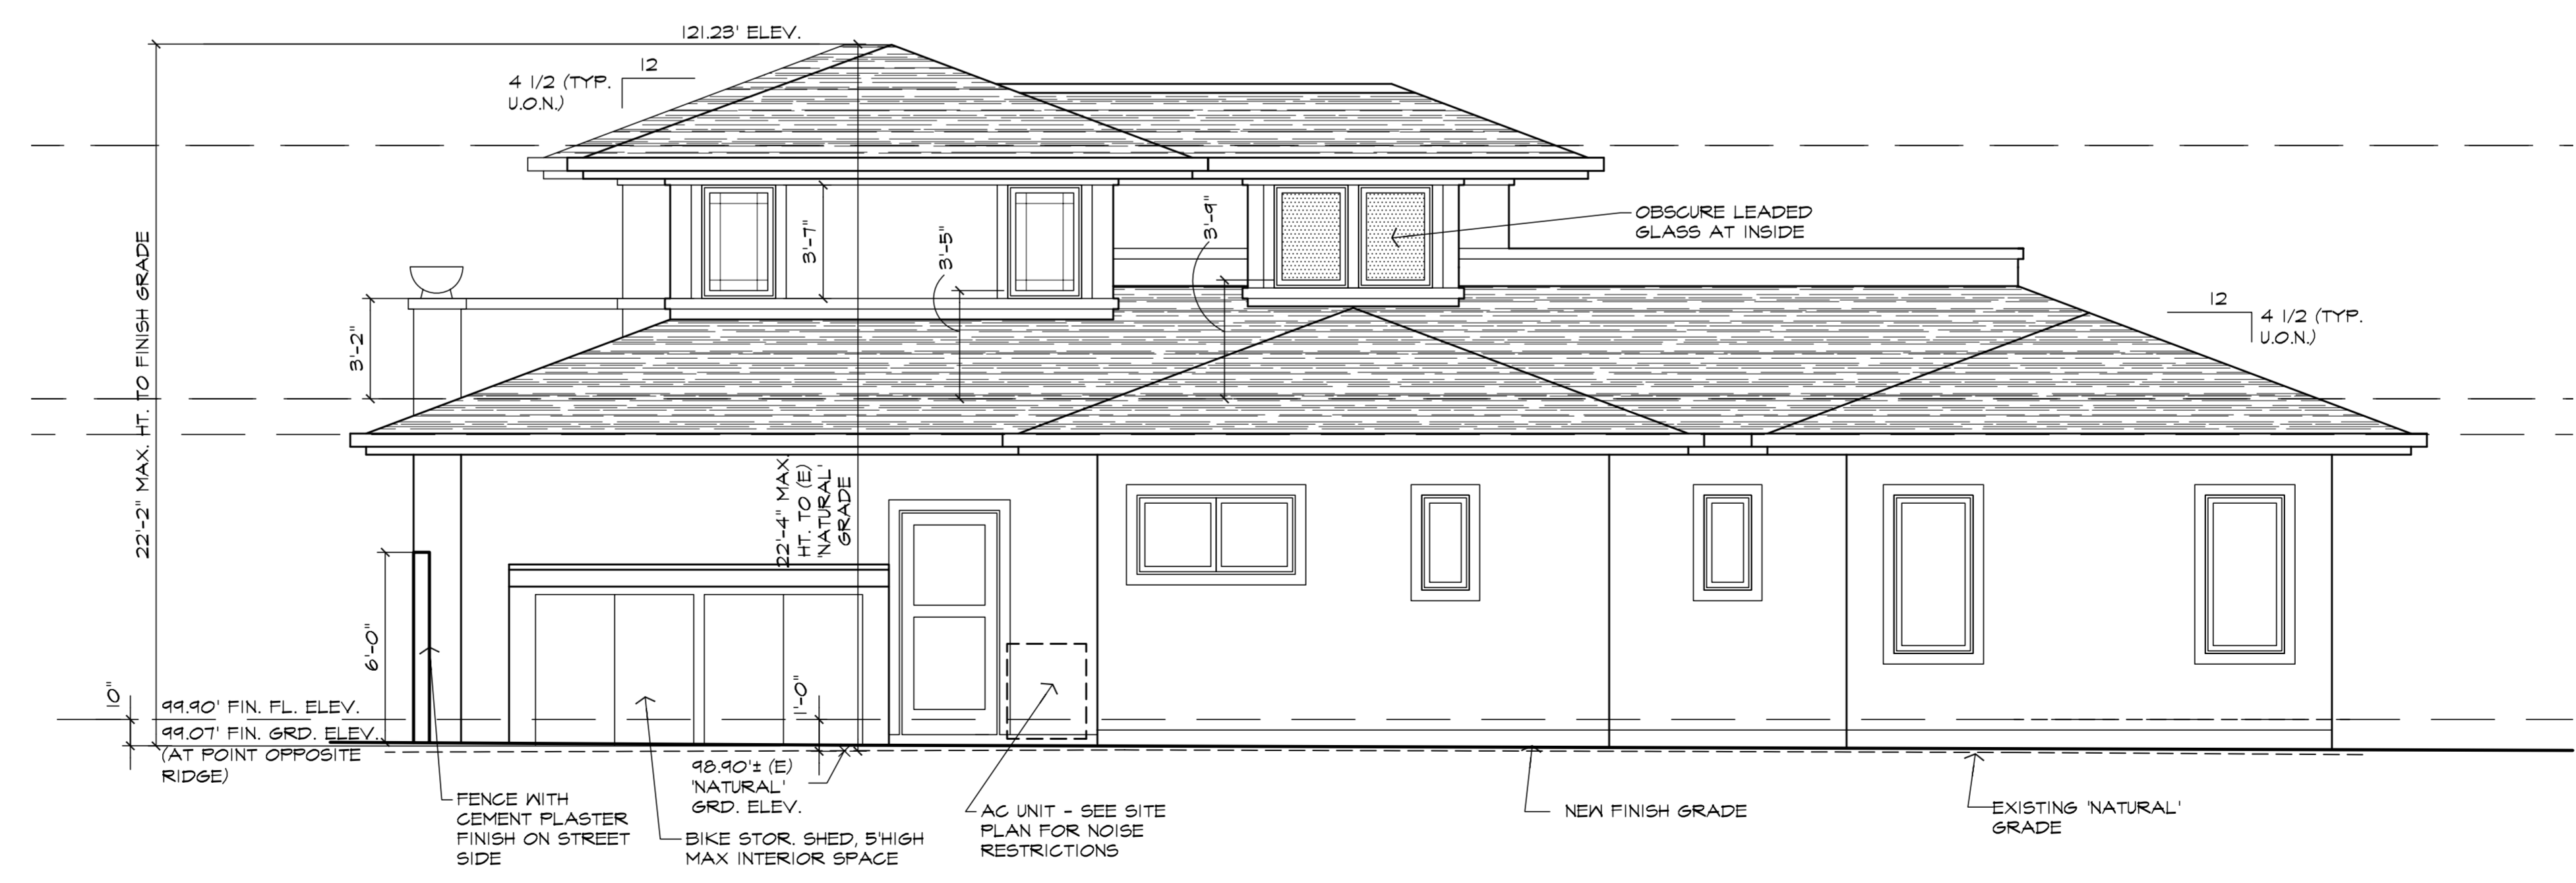 121.23' ELEV.
12
4 1/2 (TYP.
U.O.N.)
OBSCURE LEADED
GLASS AT INSIDE
3'-7"
3'-5"
3'-9"
12
4 1/2 (TYP.
U.O.N.)
22'-2" MAX. HT. TO FINISH GRADE
3'-2"
22'-4" MAX.
HT. TO (E)
'NATURAL'
GRADE
6'-0"
10"
1'-0"
99.90' FIN. FL. ELEV.
99.07' FIN. GRD. ELEV.
(AT POINT OPPOSITE
RIDGE)
98.90'± (E)
'NATURAL'
GRD. ELEV.
FENCE WITH
CEMENT PLASTER
FINISH ON STREET
SIDE
BIKE STOR. SHED, 5'HIGH
MAX INTERIOR SPACE
AC UNIT - SEE SITE
PLAN FOR NOISE
RESTRICTIONS
NEW FINISH GRADE
EXISTING 'NATURAL'
GRADE